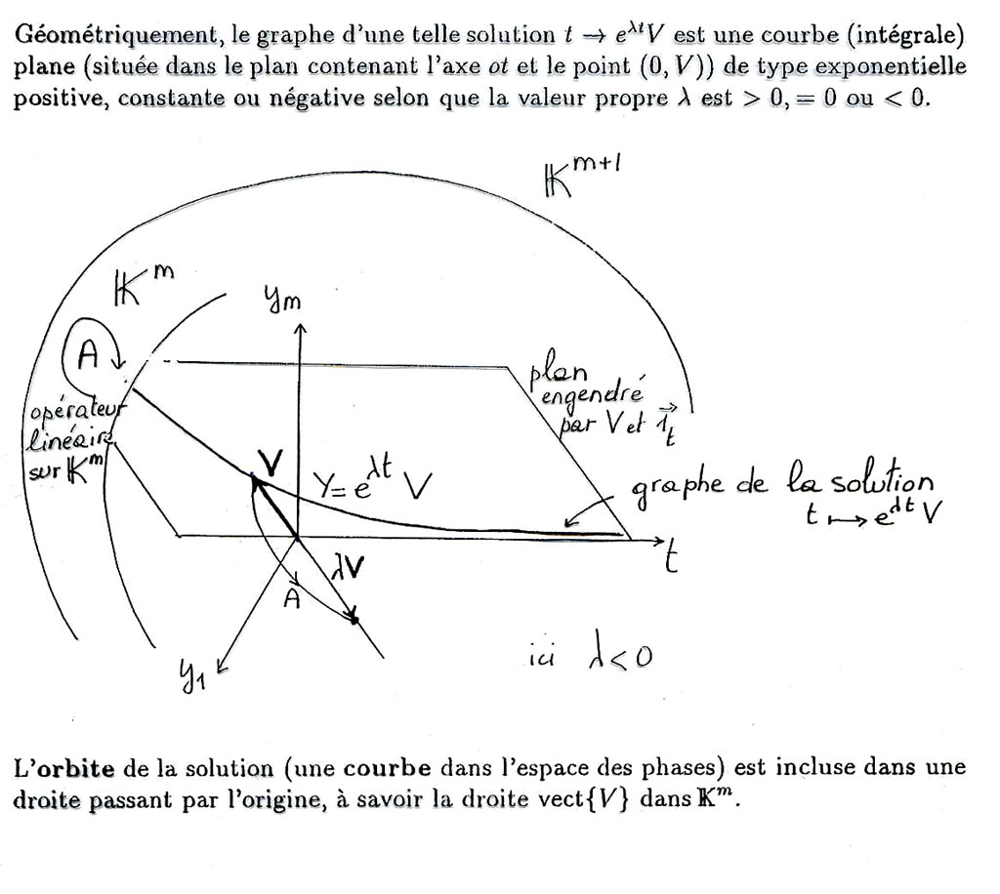 Géométriquement, le graphe d'une telle solution t → e^{λt}V est une courbe (intégrale)
plane (située dans le plan contenant l'axe ot et le point (0, V)) de type exponentielle
positive, constante ou négative selon que la valeur propre λ est > 0, = 0 ou < 0.
𝕂^{m+1}
𝕂^m
y_m
A
opérateur
linéaire
sur 𝕂^m
plan
engendré
par V et 1⃗_t
V
Y = e^{λt} V
graphe de la solution
t ↦ e^{λt} V
t
λV
A
y_1
ici λ < 0
L'orbite de la solution (une courbe dans l'espace des phases) est incluse dans une
droite passant par l'origine, à savoir la droite vect{V} dans 𝕂^m.